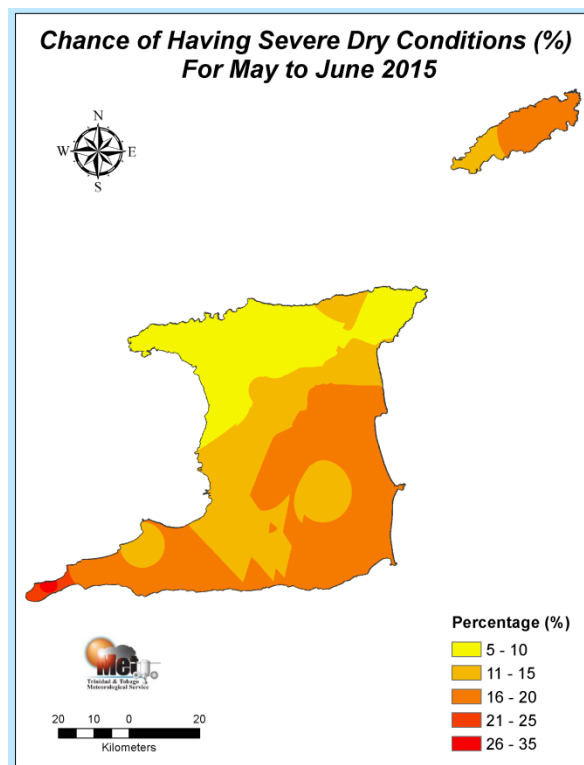 Chance of Having Severe Dry Conditions (%)
For May to June 2015
N
W E
S
Percentage (%)
5 - 10
11 - 15
16 - 20
21 - 25
26 - 35
Met
Trinidad & Tobago
Meteorological Service
20 10 0 20
Kilometers